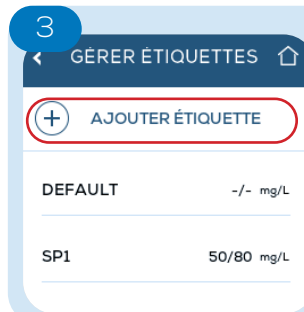 3
GÉRER ÉTIQUETTES
AJOUTER ÉTIQUETTE
DEFAULT -/- mg/L
SP1 50/80 mg/L